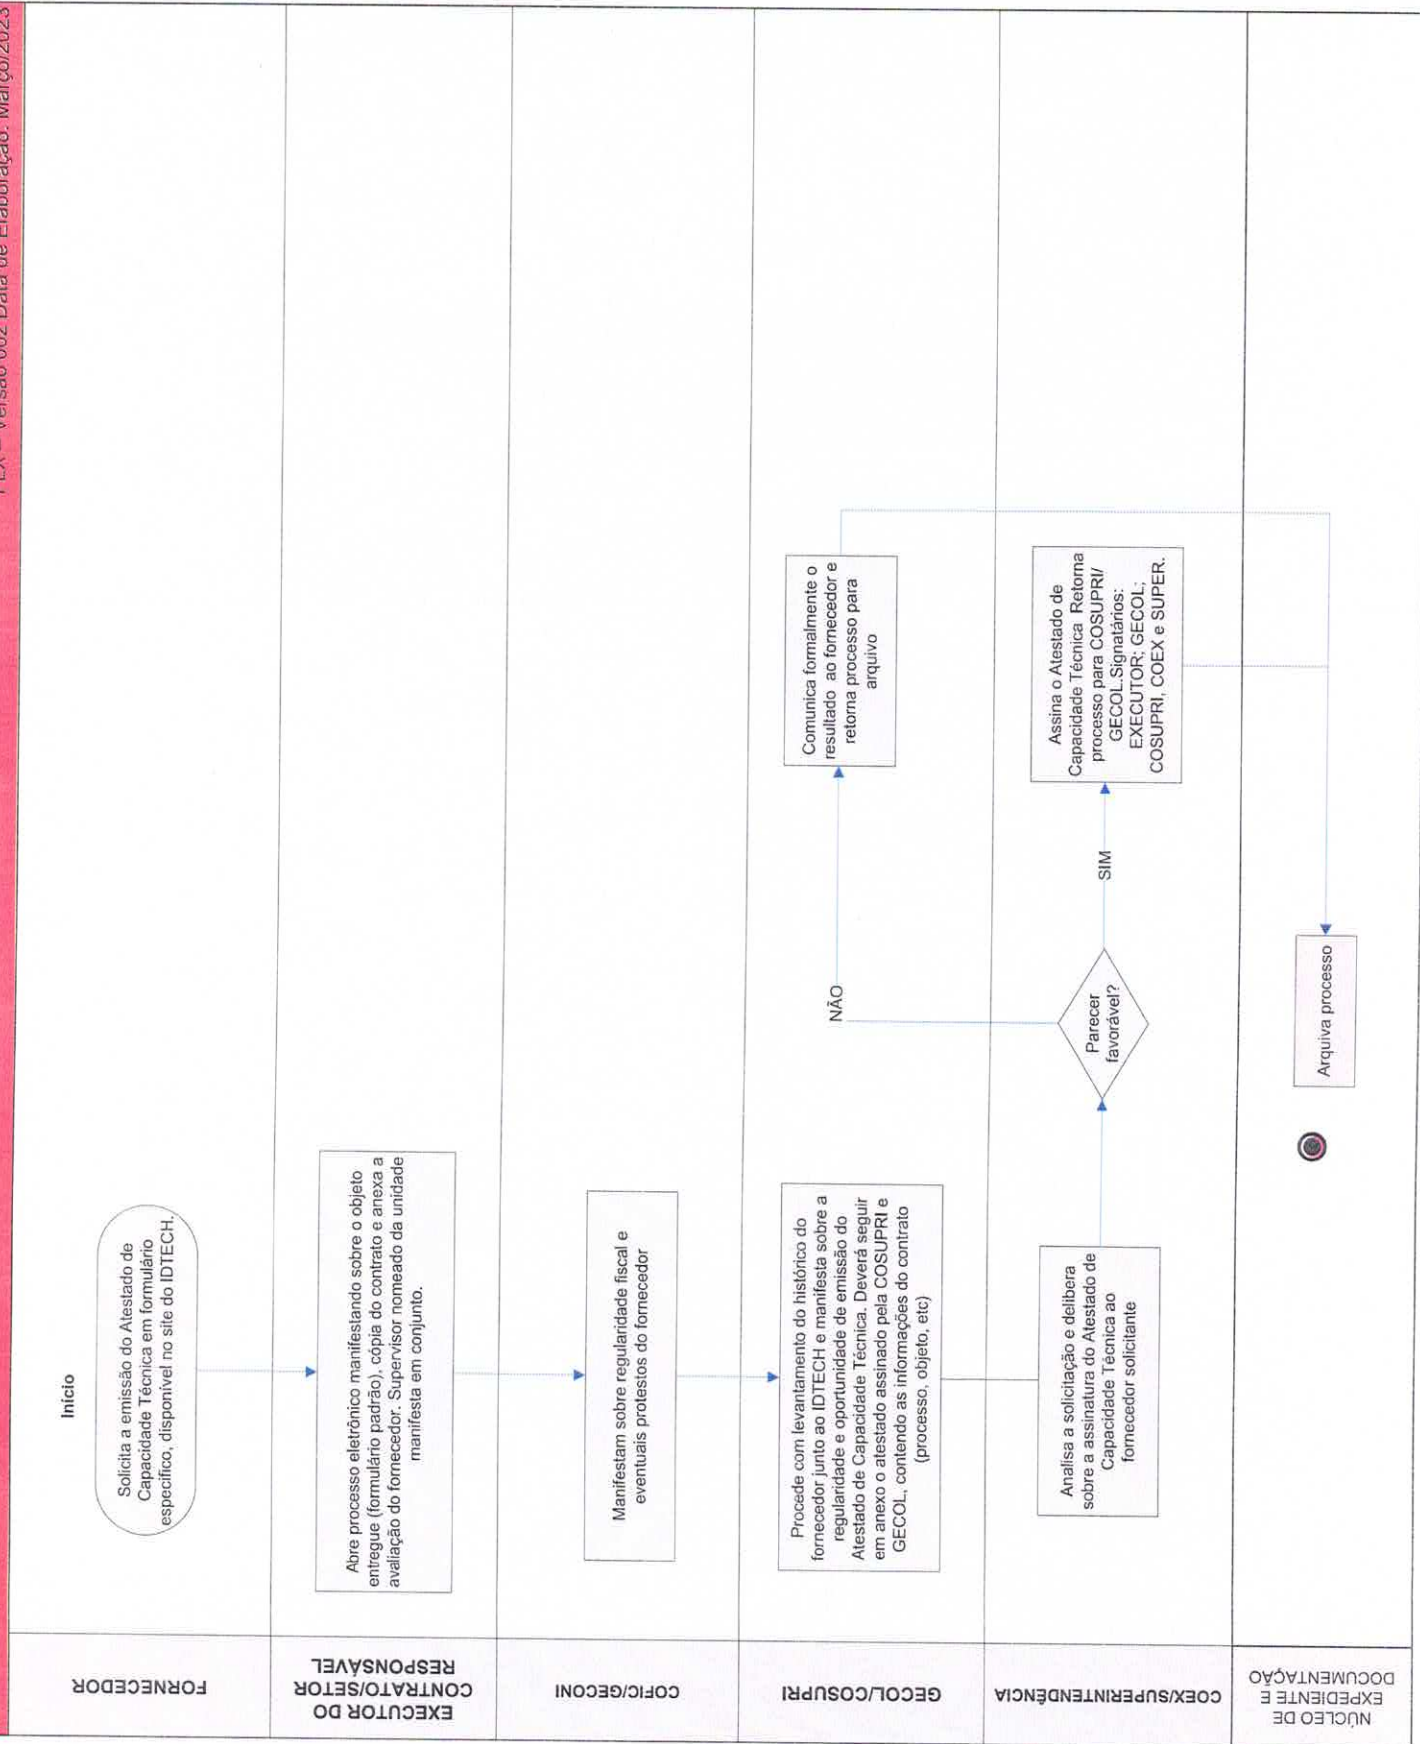 Versão 002 Data de Elaboração: Março/2023
FORNECEDOR
Início
Solicita a emissão do Atestado de
Capacidade Técnica em formulário
específico, disponível no site do IDTECH.
EXECUTOR DO
CONTRATO/SETOR
RESPONSÁVEL
Abre processo eletrônico manifestando sobre o objeto
entregue (formulário padrão), cópia do contrato e anexa a
avaliação do fornecedor. Supervisor nomeado da unidade
manifesta em conjunto.
COFIC/GECONI
Manifestam sobre regularidade fiscal e
eventuais protestos do fornecedor
GECOL/COSUPRI
Procede com levantamento do histórico do
fornecedor junto ao IDTECH e manifesta sobre a
regularidade e oportunidade de emissão do
Atestado de Capacidade Técnica. Deverá seguir
em anexo o atestado assinado pela COSUPRI e
GECOL, contendo as informações do contrato
(processo, objeto, etc)
NÃO
Comunica formalmente o
resultado ao fornecedor e
retorna processo para
arquivo
COEX/SUPERINTENDÊNCIA
Analisa a solicitação e delibera
sobre a assinatura do Atestado de
Capacidade Técnica ao
fornecedor solicitante
Parecer
favorável?
SIM
Assina o Atestado de
Capacidade Técnica Retorna
processo para COSUPRI/
GECOL.Signatários:
EXECUTOR; GECOL;
COSUPRI, COEX e SUPER.
NÚCLEO DE
EXPEDIENTE E
DOCUMENTAÇAO
Arquiva processo